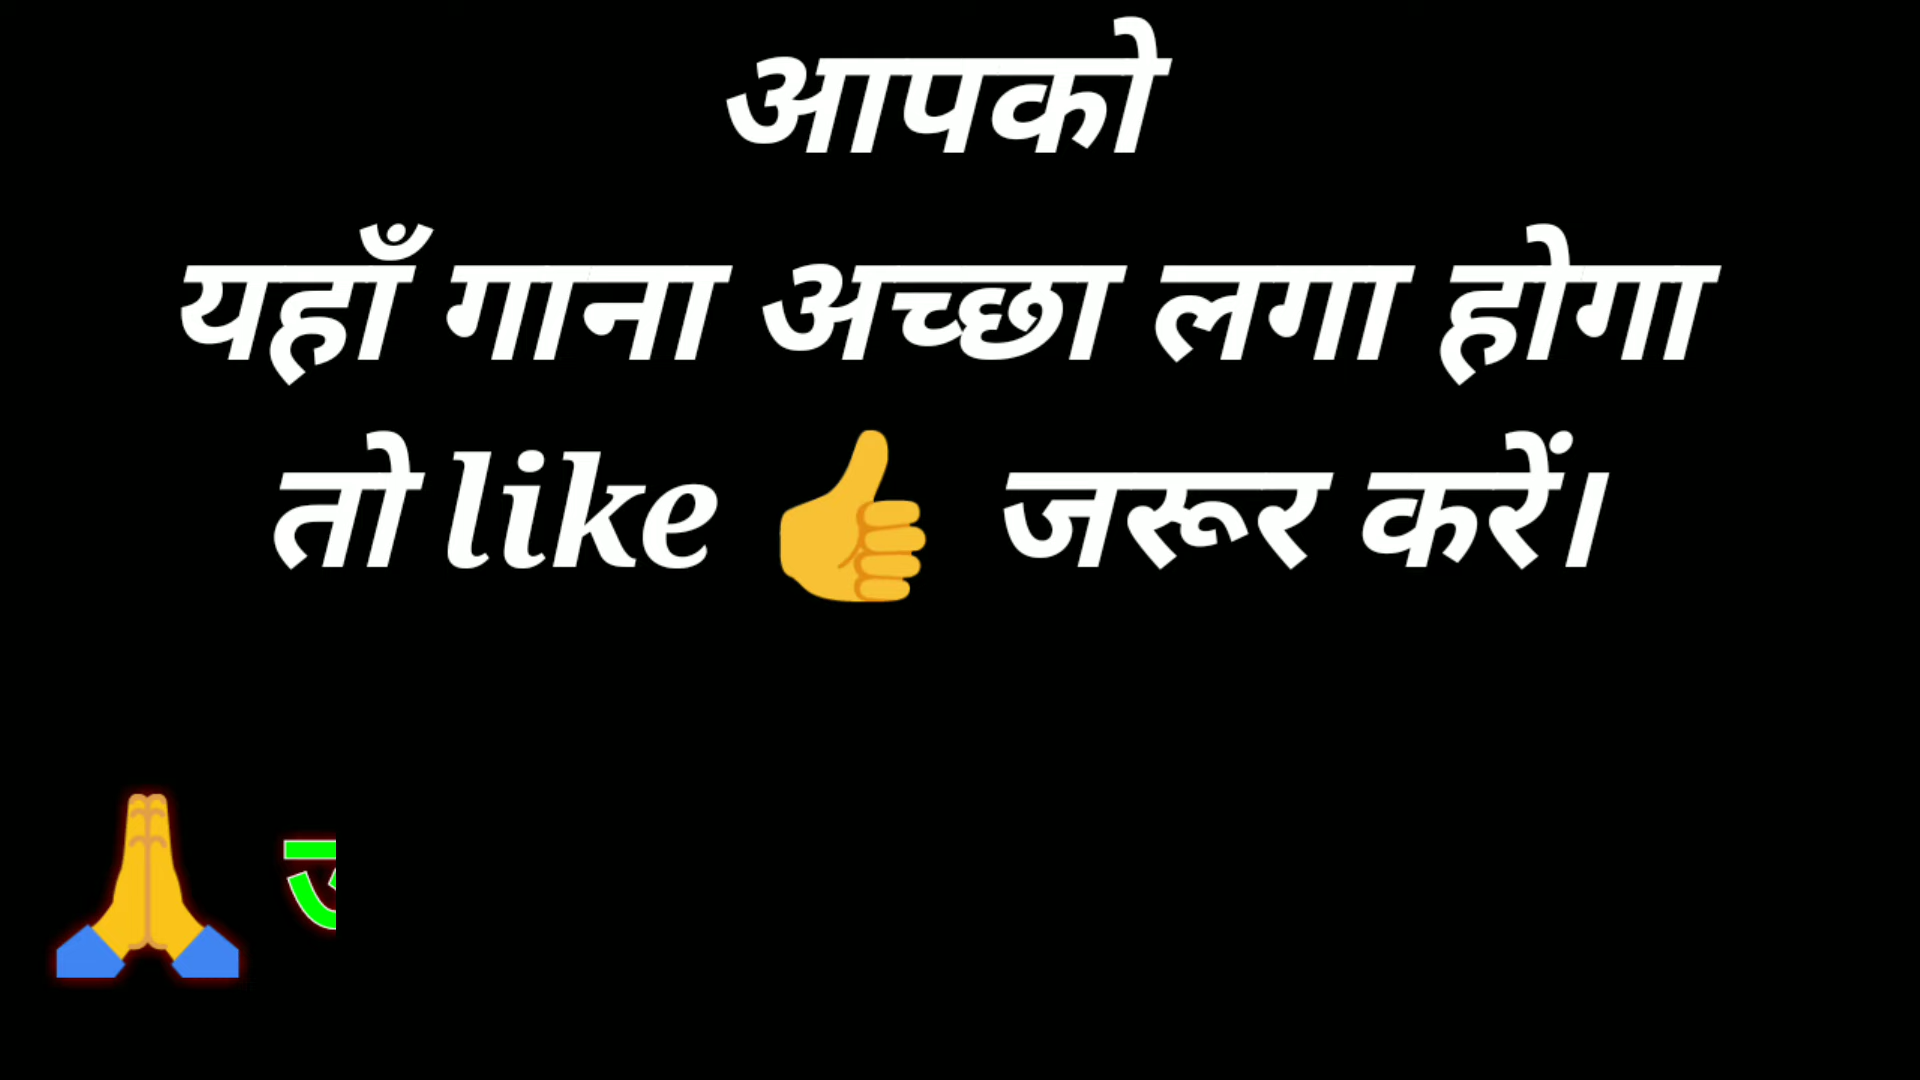 आपको
यहाँ गाना अच्छा लगा होगा
तो like 👍 जरूर करें।
🙏